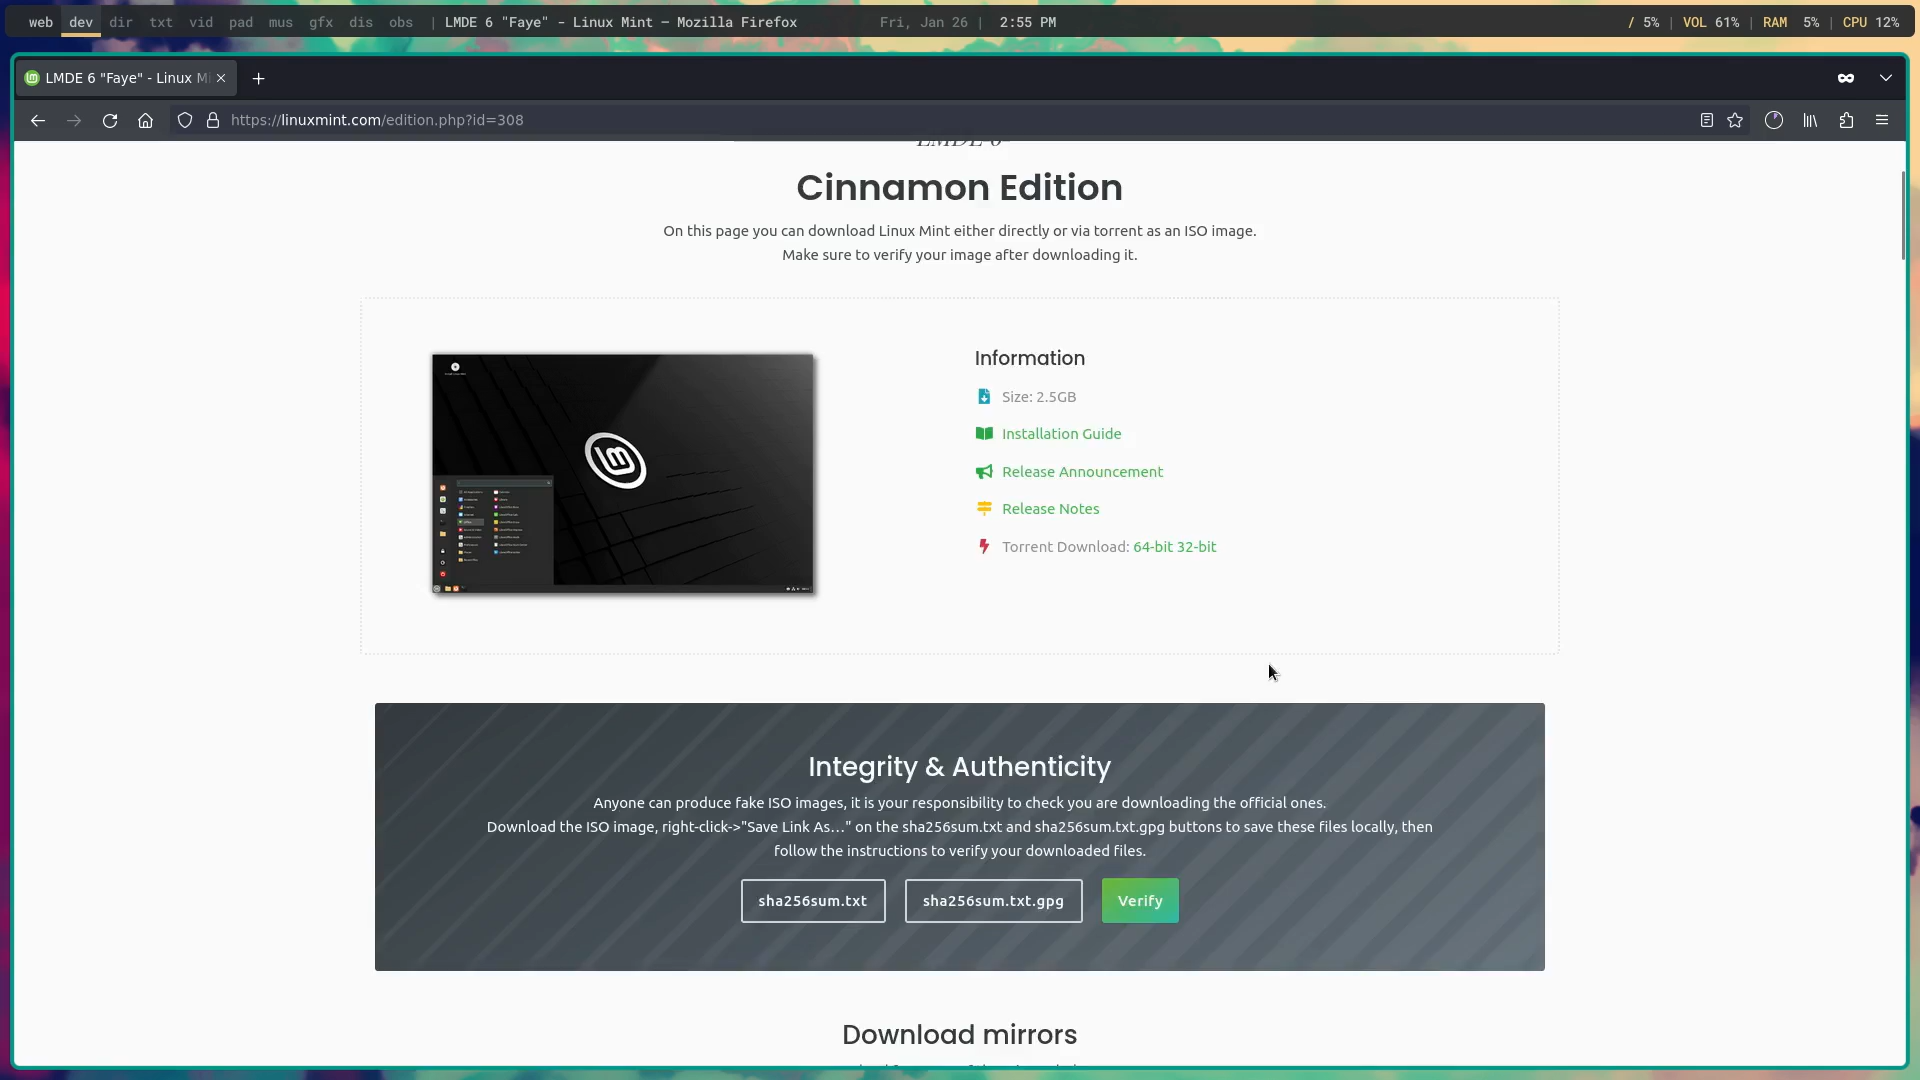 web dev dir txt vid pad mus gfx dis obs | LMDE 6 "Faye" - Linux Mint — Mozilla Firefox Fri, Jan 26 | 2:55 PM / 5% | VOL 61% | RAM 5% | CPU 12%
LMDE 6 "Faye" - Linux M
https://linuxmint.com/edition.php?id=308
LMDE 6
Cinnamon Edition
On this page you can download Linux Mint either directly or via torrent as an ISO image.
Make sure to verify your image after downloading it.
Information
Size: 2.5GB
Installation Guide
Release Announcement
Release Notes
Torrent Download: 64-bit 32-bit
Integrity & Authenticity
Anyone can produce fake ISO images, it is your responsibility to check you are downloading the official ones.
Download the ISO image, right-click->"Save Link As..." on the sha256sum.txt and sha256sum.txt.gpg buttons to save these files locally, then
follow the instructions to verify your downloaded files.
sha256sum.txt sha256sum.txt.gpg Verify
Download mirrors